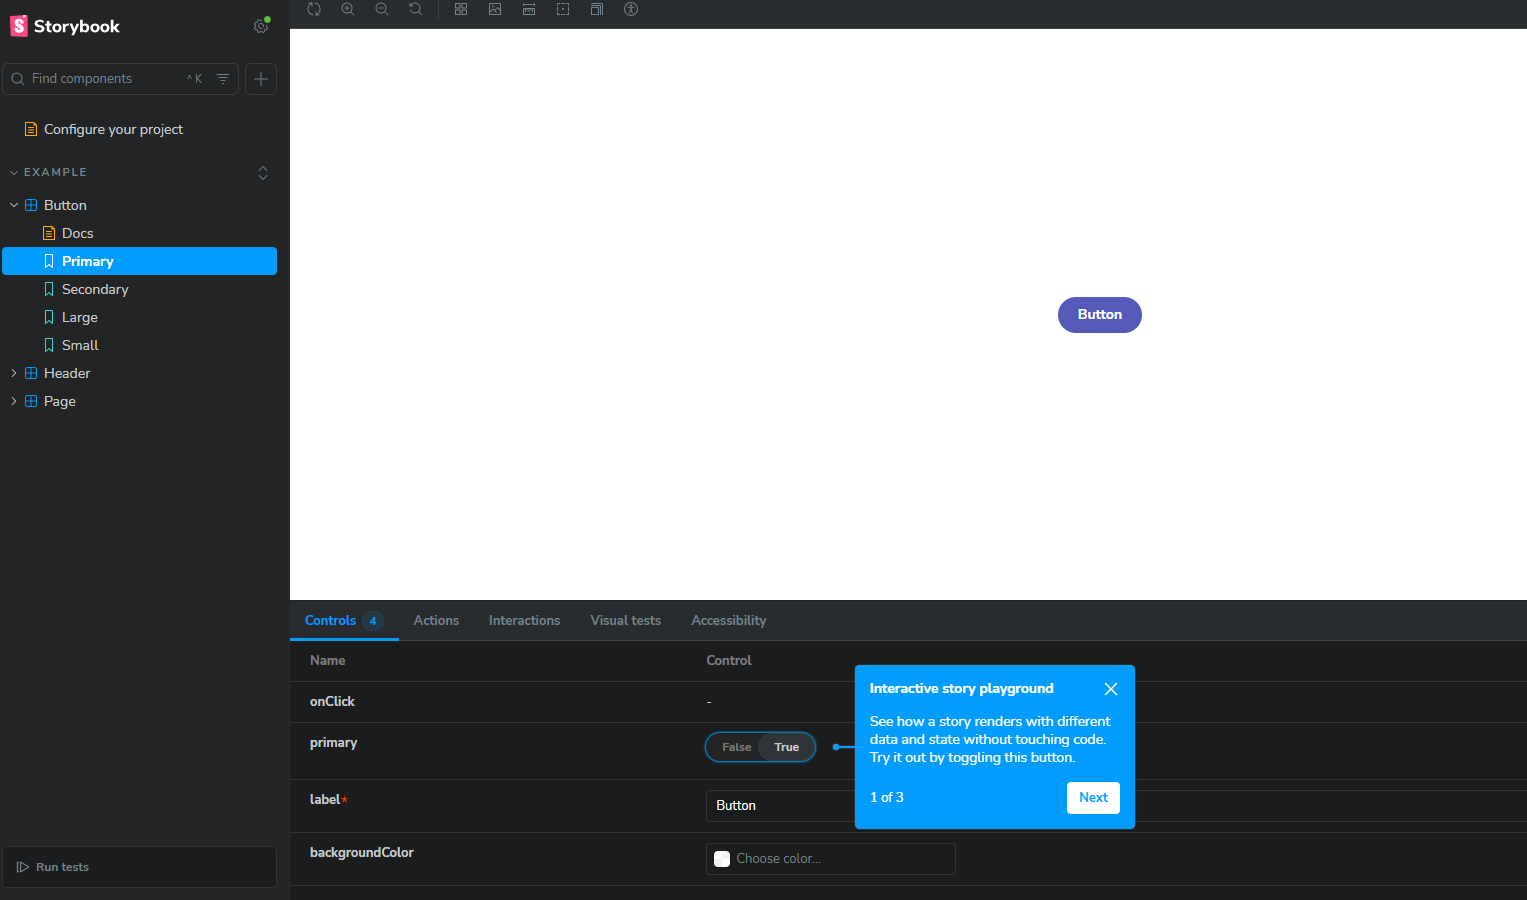 Storybook
Find components
^ K
Configure your project
EXAMPLE
Button
Docs
Primary
Secondary
Large
Small
Header
Page
Run tests
Button
Controls 4 Actions Interactions Visual tests Accessibility
Name Control
onClick -
primary False True
label* Button
backgroundColor Choose color...
Interactive story playground
See how a story renders with different
data and state without touching code.
Try it out by toggling this button.
1 of 3 Next